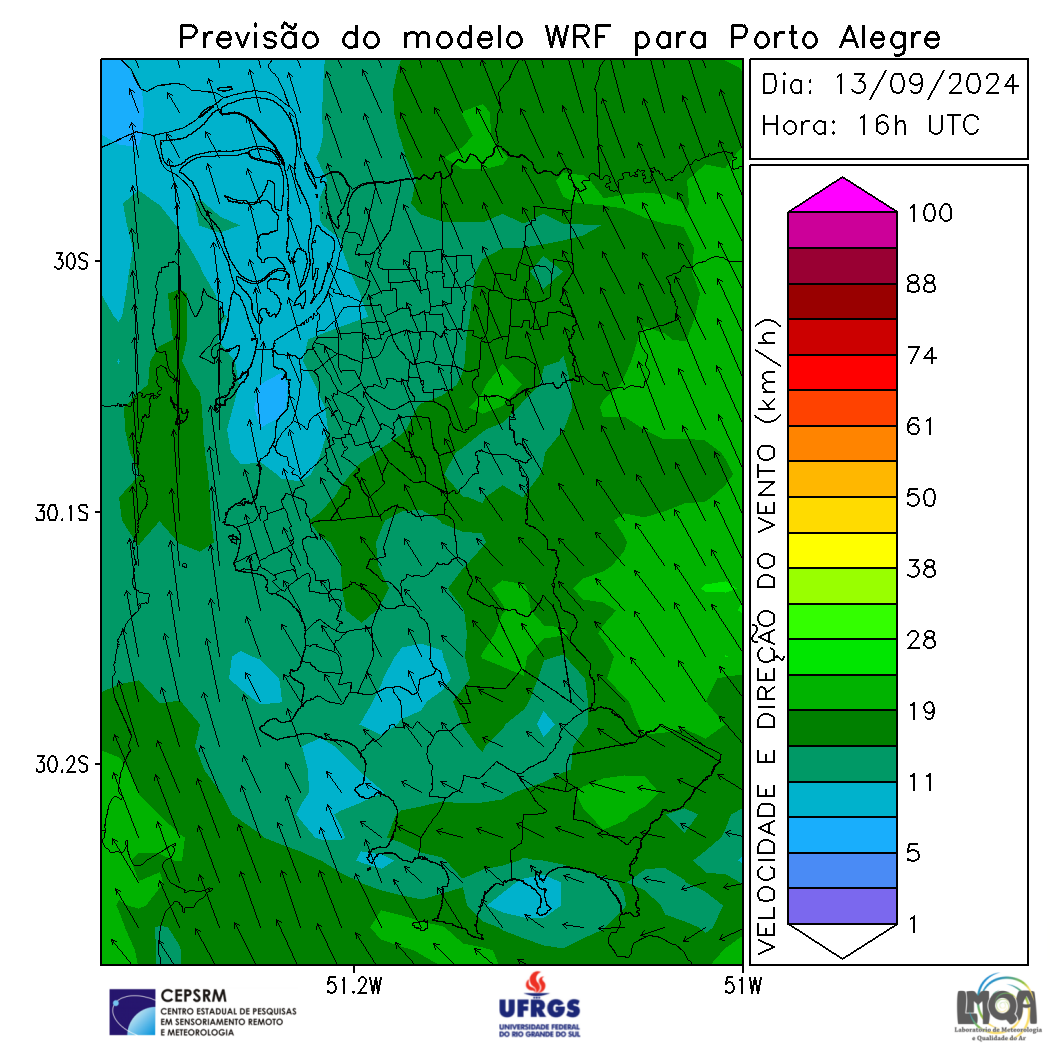 Previsão do modelo WRF para Porto Alegre
Dia: 13/09/2024
Hora: 16h UTC
30S
30.1S
30.2S
51.2W
51W
VELOCIDADE E DIREÇÃO DO VENTO (km/h)
100
88
74
61
50
38
28
19
11
5
1
CEPSRM
CENTRO ESTADUAL DE PESQUISAS
EM SENSORIAMENTO REMOTO
E METEOROLOGIA
UFRGS
UNIVERSIDADE FEDERAL
DO RIO GRANDE DO SUL
LMQA
Laboratório de Meteorologia
e Qualidade do Ar